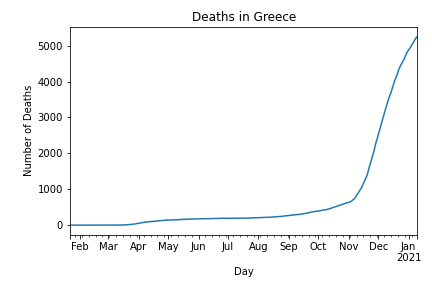 Deaths in Greece
Number of Deaths
5000
4000
3000
2000
1000
0
Feb Mar Apr May Jun Jul Aug Sep Oct Nov Dec Jan
2021
Day